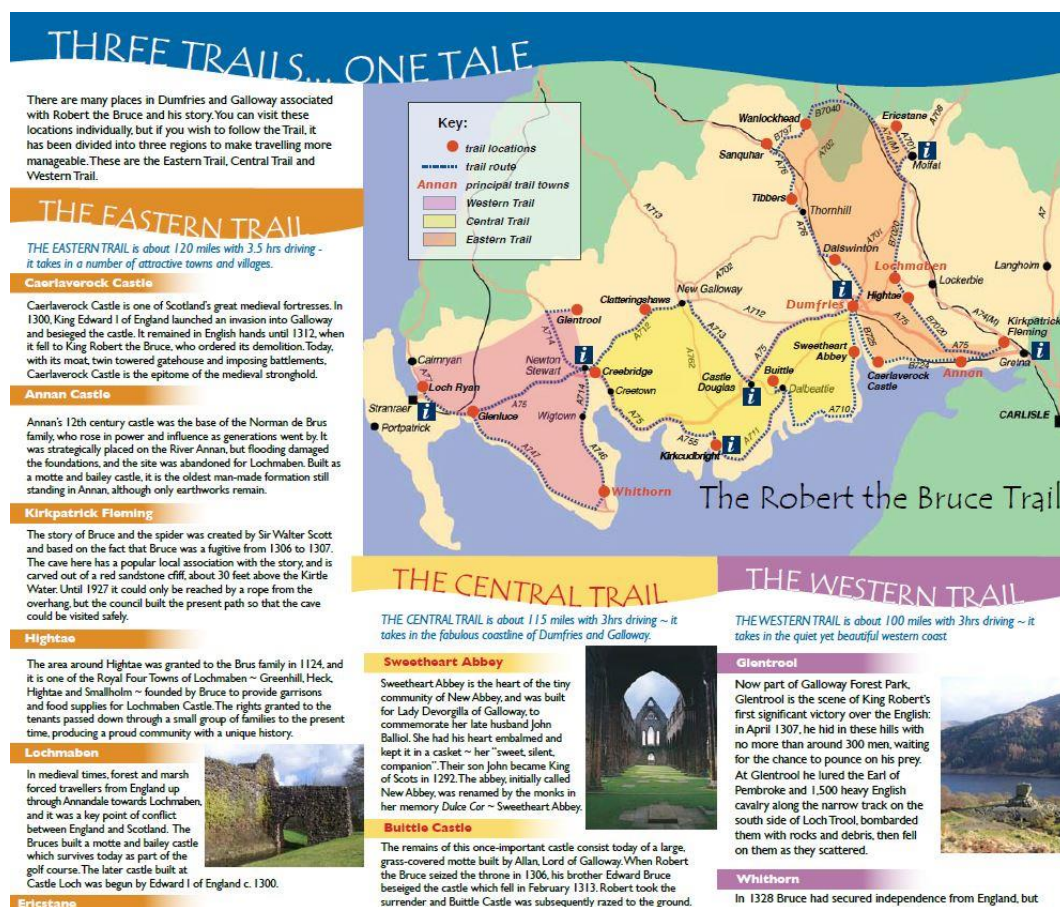 THREE TRAILS... ONE TALE
There are many places in Dumfries and Galloway associated
with Robert the Bruce and his story. You can visit these
locations individually, but if you wish to follow the Trail, it
has been divided into three regions to make travelling more
manageable. These are the Eastern Trail, Central Trail and
Western Trail.
THE EASTERN TRAIL
THE EASTERN TRAIL is about 120 miles with 3.5 hrs driving -
it takes in a number of attractive towns and villages.
Caerlaverock Castle
Caerlaverock Castle is one of Scotland's great medieval fortresses. In
1300, King Edward I of England launched an invasion into Galloway
and besieged the castle. It remained in English hands until 1312, when
it fell to King Robert the Bruce, who ordered its demolition. Today,
with its moat, twin towered gatehouse and imposing battlements,
Caerlaverock Castle is the epitome of the medieval stronghold.
Annan Castle
Annan's 12th century castle was the base of the Norman de Brus
family, who rose in power and influence as generations went by. It
was strategically placed on the River Annan, but flooding damaged
the foundations, and the site was abandoned for Lochmaben. Built as
a motte and bailey castle, it is the oldest man-made formation still
standing in Annan, although only earthworks remain.
Kirkpatrick Fleming
The story of Bruce and the spider was created by Sir Walter Scott
and based on the fact that Bruce was a fugitive from 1306 to 1307.
The cave here has a popular local association with the story, and is
carved out of a red sandstone cliff, about 30 feet above the Kirtle
Water. Until 1927 it could only be reached by a rope from the
overhang, but the council built the present path so that the cave
could be visited safely.
Hightae
The area around Hightae was granted to the Brus family in 1124, and
it is one of the Royal Four Towns of Lochmaben ~ Greenhill, Heck,
Hightae and Smallholm ~ founded by Bruce to provide garrisons
and food supplies for Lochmaben Castle. The rights granted to the
tenants passed down through a small group of families to the present
time, producing a proud community with a unique history.
Lochmaben
In medieval times, forest and marsh
forced travellers from England up
through Annandale towards Lochmaben,
and it was a key point of conflict
between England and Scotland. The
Bruces built a motte and bailey castle
which survives today as part of the
golf course. The later castle built at
Castle Loch was begun by Edward I of England c. 1300.
Ericstane
Key:
trail locations
trail route
Annan principal trail towns
Western Trail
Central Trail
Eastern Trail
Wanlockhead
B7040
Ericstane
A708
B797
A74(M)
A701
Sanquhar
A76
A702
Moffat
i
Tibbers
Thornhill
A713
A76
A701
B7020
A7
Dalswinton
A702
Lochmaben
Langholm
Lockerbie
New Galloway
i
Clatteringshaws
Dumfries
Hightae
Glentrool
A712
A713
A712
A75
B7020
A74(M)
Kirkpatrick
Fleming
A714
B725
i
Cairnryan
Newton
Stewart
i
Creebridge
A762
A75
Sweetheart
Abbey
A75
Gretna
Castle
Douglas
Buittle
Caerlaverock
Castle
B724
Annan
A77
Loch Ryan
Creetown
Dalbeattie
Stranraer
i
A75
A714
Wigtown
i
A710
CARLISLE
Glenluce
A75
Portpatrick
A755
i
A711
Kirkcudbright
A747
A746
Whithorn
The Robert the Bruce Trail
THE CENTRAL TRAIL
THE CENTRAL TRAIL is about 115 miles with 3hrs driving ~ it
takes in the fabulous coastline of Dumfries and Galloway.
Sweetheart Abbey
Sweetheart Abbey is the heart of the tiny
community of New Abbey, and was built
for Lady Devorgilla of Galloway, to
commemorate her late husband John
Balliol. She had his heart embalmed and
kept it in a casket ~ her "sweet, silent,
companion". Their son John became King
of Scots in 1292. The abbey, initially called
New Abbey, was renamed by the monks in
her memory Dulce Cor ~ Sweetheart Abbey.
Buittle Castle
The remains of this once-important castle consist today of a large,
grass-covered motte built by Allan, Lord of Galloway. When Robert
the Bruce seized the throne in 1306, his brother Edward Bruce
beseiged the castle which fell in February 1313. Robert took the
surrender and Buittle Castle was subsequently razed to the ground.
THE WESTERN TRAIL
THE WESTERN TRAIL is about 100 miles with 3hrs driving ~ it
takes in the quiet yet beautiful western coast
Glentrool
Now part of Galloway Forest Park,
Glentrool is the scene of King Robert's
first significant victory over the English:
in April 1307, he hid in these hills with
no more than around 300 men, waiting
for the chance to pounce on his prey.
At Glentrool he lured the Earl of
Pembroke and 1,500 heavy English
cavalry along the narrow track on the
south side of Loch Trool, bombarded
them with rocks and debris, then fell
on them as they scattered.
Whithorn
In 1328 Bruce had secured independence from England, but